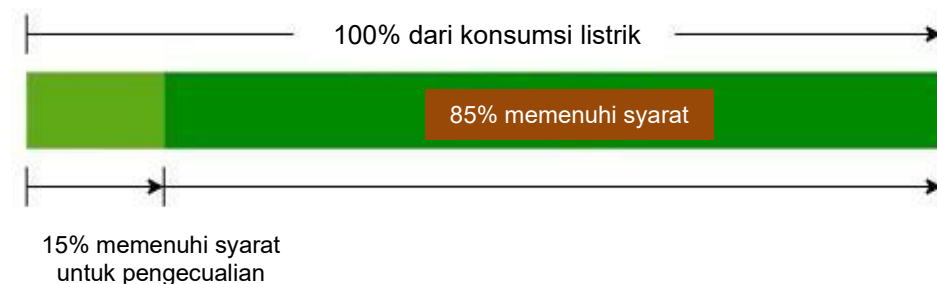 100% dari konsumsi listrik
85% memenuhi syarat
15% memenuhi syarat
untuk pengecualian